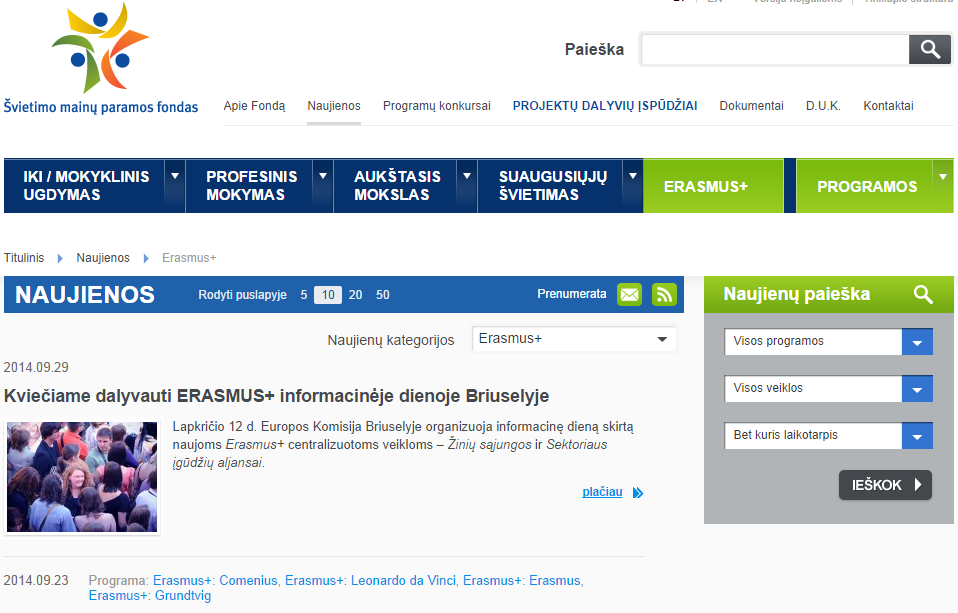 Paieška
Švietimo mainų paramos fondas
Apie Fondą Naujienos Programų konkursai PROJEKTŲ DALYVIŲ ĮSPŪDŽIAI Dokumentai D.U.K. Kontaktai
IKI / MOKYKLINIS UGDYMAS
PROFESINIS MOKYMAS
AUKŠTASIS MOKSLAS
SUAUGUSIŲJŲ ŠVIETIMAS
ERASMUS+
PROGRAMOS
Titulinis Naujienos Erasmus+
NAUJIENOS Rodyti puslapyje 5 10 20 50 Prenumerata
Naujienų kategorijos Erasmus+
2014.09.29
Kviečiame dalyvauti ERASMUS+ informacinėje dienoje Briuselyje
Lapkričio 12 d. Europos Komisija Briuselyje organizuoja informacinę dieną skirtą
naujoms Erasmus+ centralizuotoms veikloms – Žinių sąjungos ir Sektoriaus
įgūdžių aljansai.
plačiau
2014.09.23 Programa: Erasmus+: Comenius, Erasmus+: Leonardo da Vinci, Erasmus+: Erasmus,
Erasmus+: Grundtvig
Naujienų paieška
Visos programos
Visos veiklos
Bet kuris laikotarpis
IEŠKOK